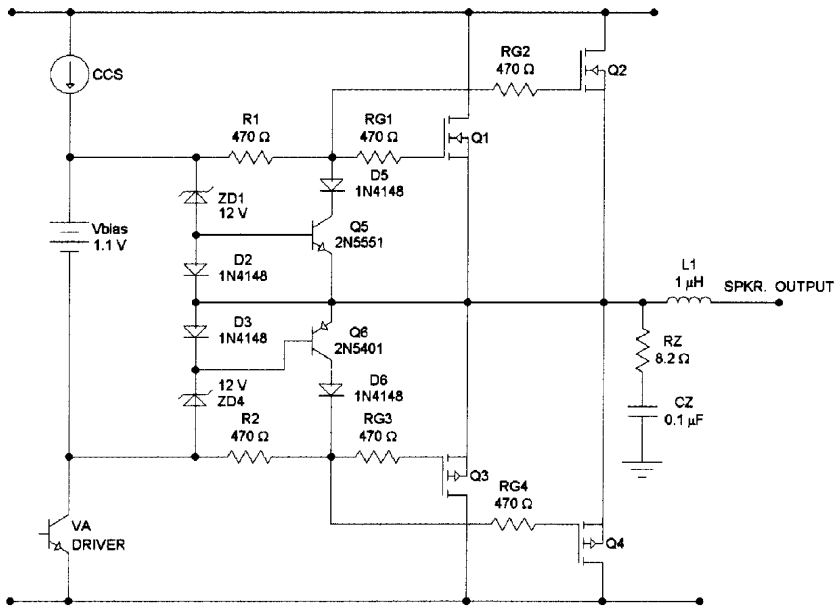 CCS
RG2
470 Ω
Q2
R1
470 Ω
RG1
470 Ω
Q1
D5
1N4148
ZD1
12 V
Vbias
1.1 V
Q5
2N5551
D2
1N4148
L1
1 μH
SPKR. OUTPUT
D3
1N4148
Q6
2N5401
RZ
8.2 Ω
12 V
ZD4
D6
1N4148
CZ
0.1 μF
R2
470 Ω
RG3
470 Ω
Q3
RG4
470 Ω
VA
DRIVER
Q4